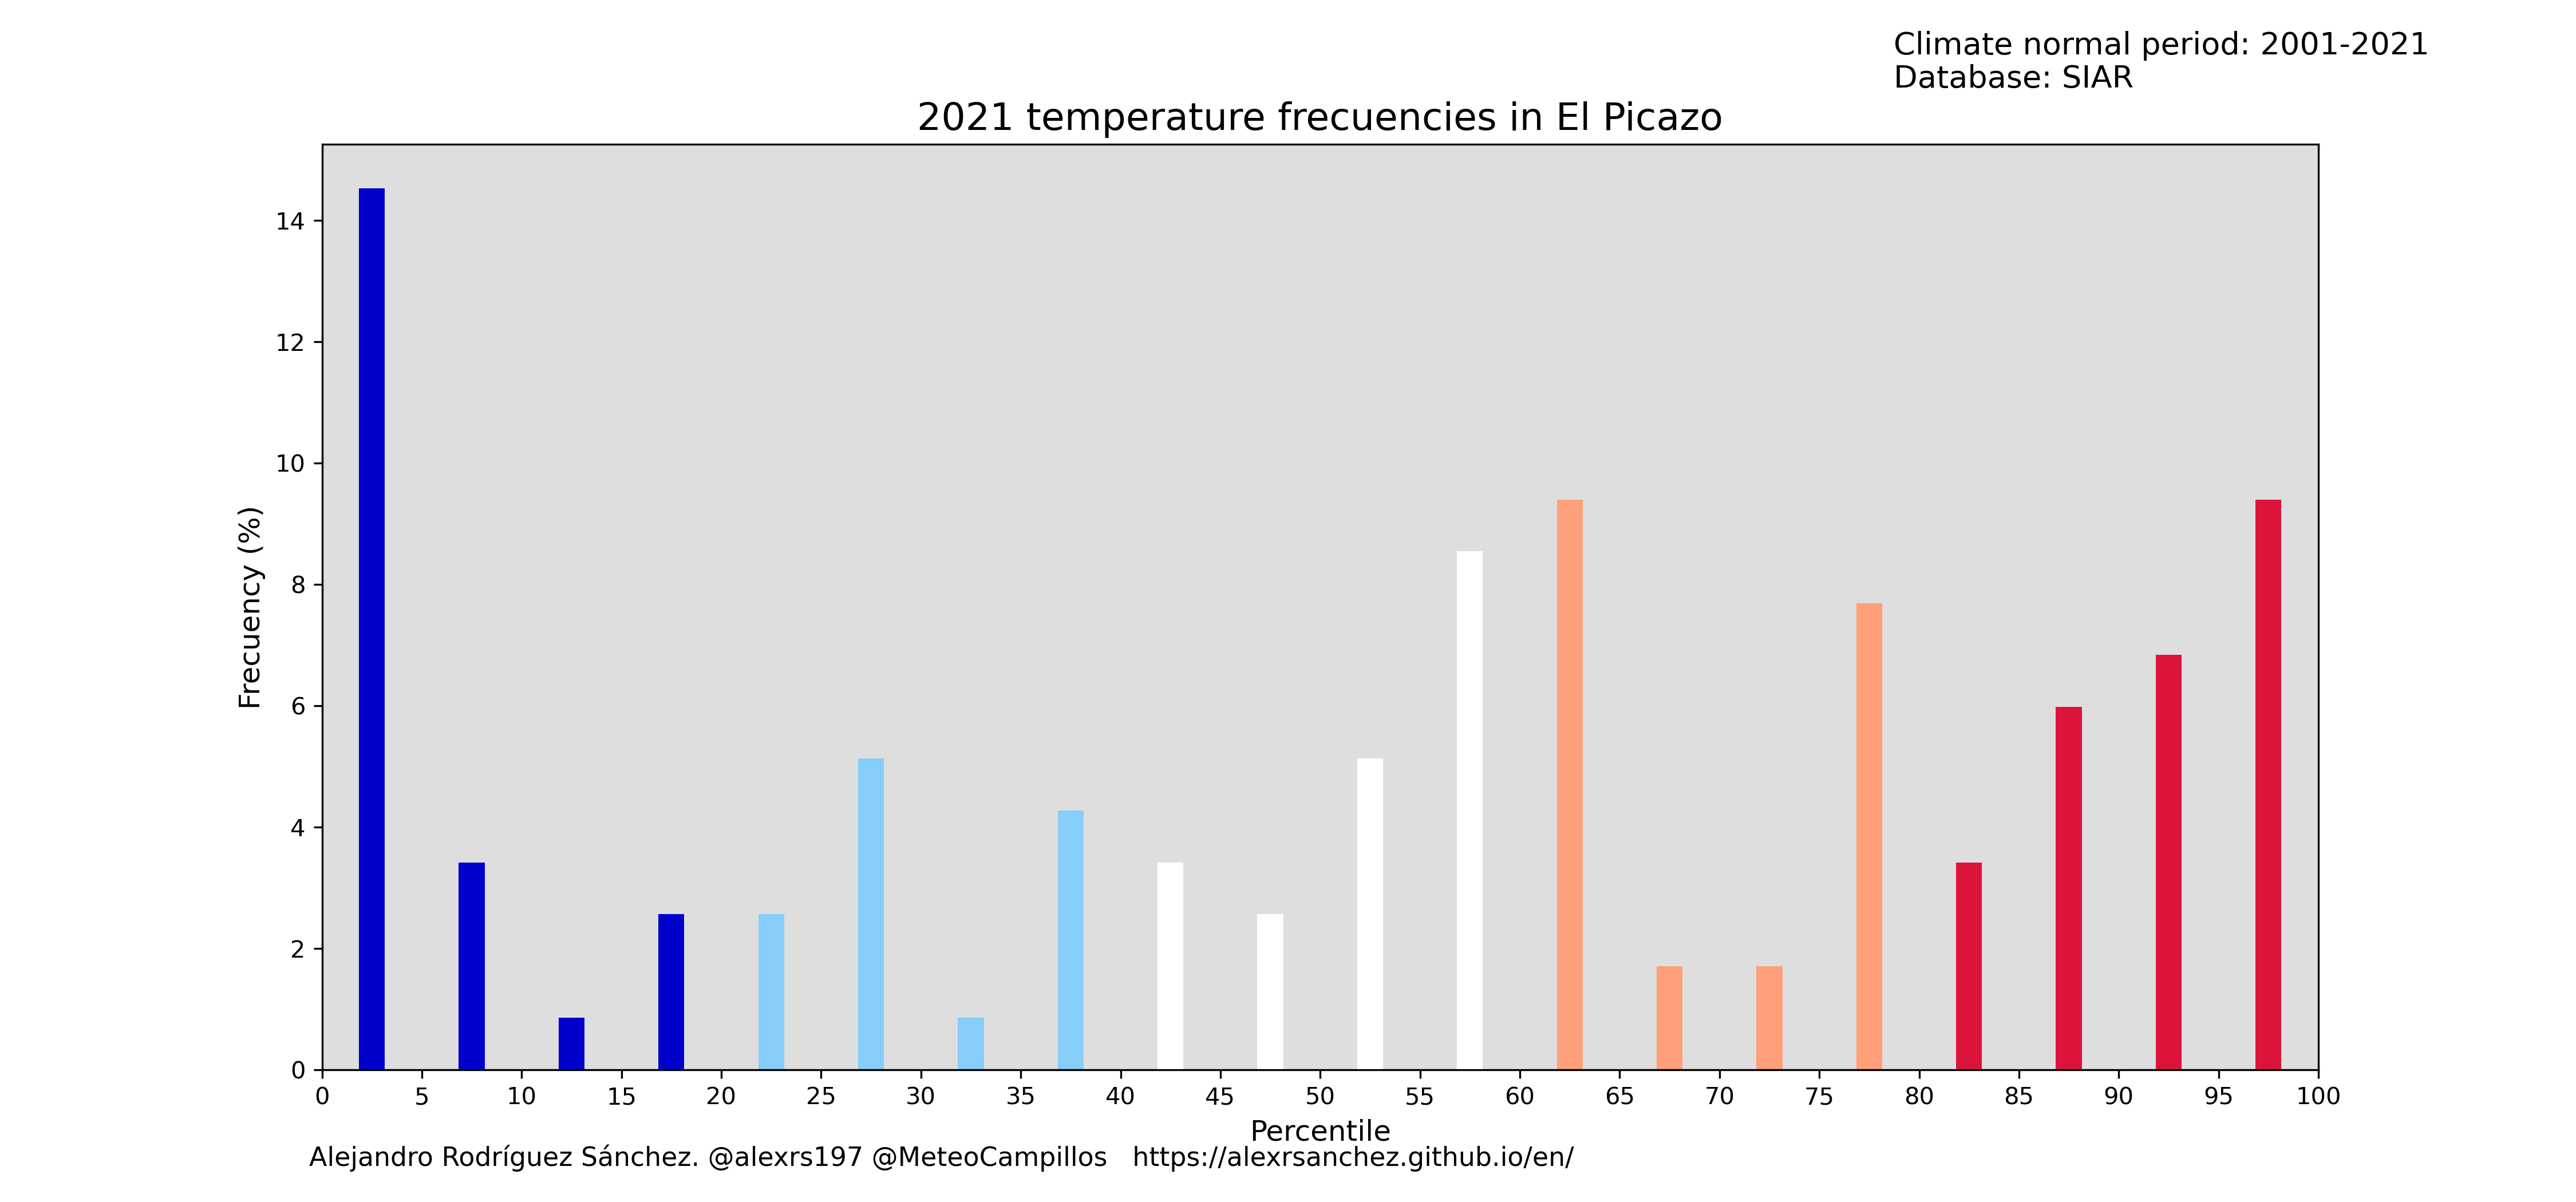 Climate normal period: 2001-2021
Database: SIAR
2021 temperature frecuencies in El Picazo
Frecuency (%)
14
12
10
8
6
4
2
0
0 5 10 15 20 25 30 35 40 45 50 55 60 65 70 75 80 85 90 95 100
Percentile
Alejandro Rodríguez Sánchez. @alexrs197 @MeteoCampillos https://alexrsanchez.github.io/en/